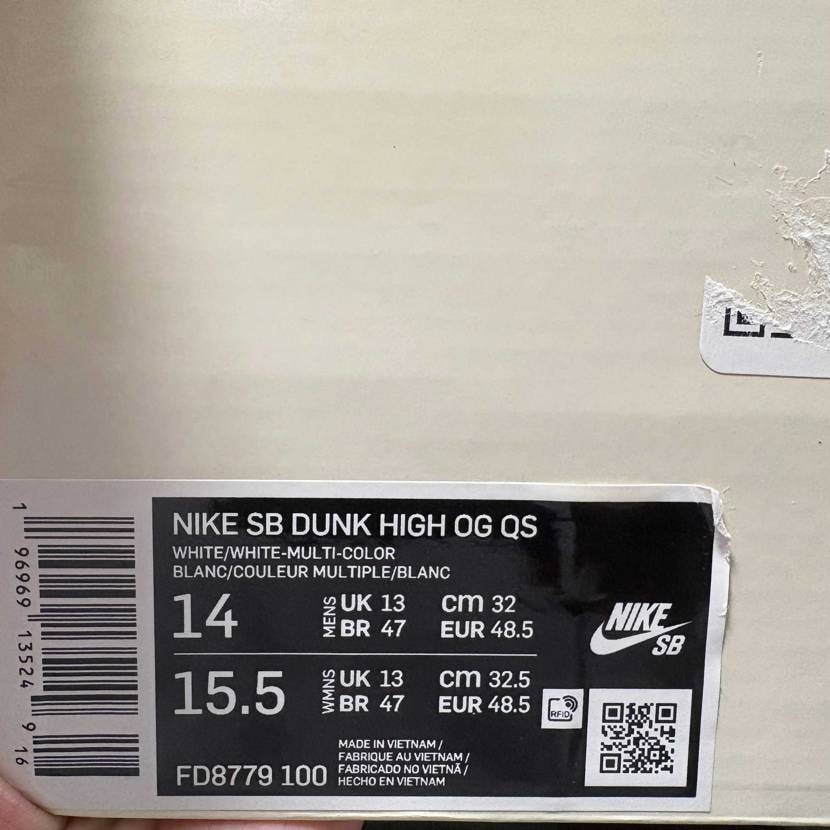 NIKE SB DUNK HIGH OG QS
WHITE/WHITE-MULTI-COLOR
BLANC/COULEUR MULTIPLE/BLANC
14 MENS UK 13 cm 32
BR 47 EUR 48.5
15.5 WMNS UK 13 cm 32.5
BR 47 EUR 48.5
NIKE
SB
RFID
FD8779 100
MADE IN VIETNAM /
FABRIQUE AU VIETNAM /
FABRICADO NO VIETNÃ /
HECHO EN VIETNAM
1 96969 13524 9 16